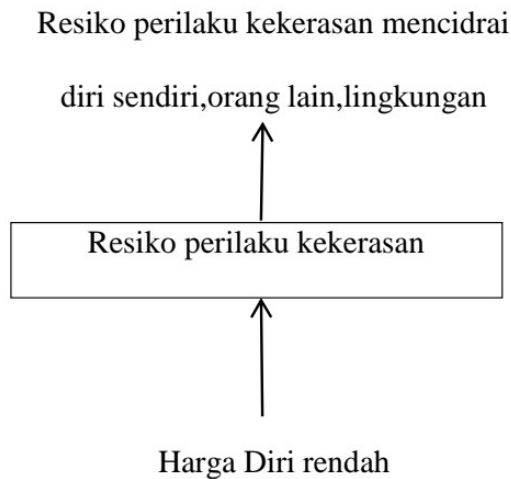 Resiko perilaku kekerasan mencidrai
diri sendiri,orang lain,lingkungan
Resiko perilaku kekerasan
Harga Diri rendah